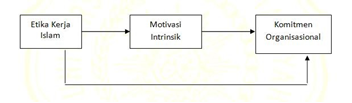 Etika Kerja
Islam
Motivasi
Intrinsik
Komitmen
Organisasional